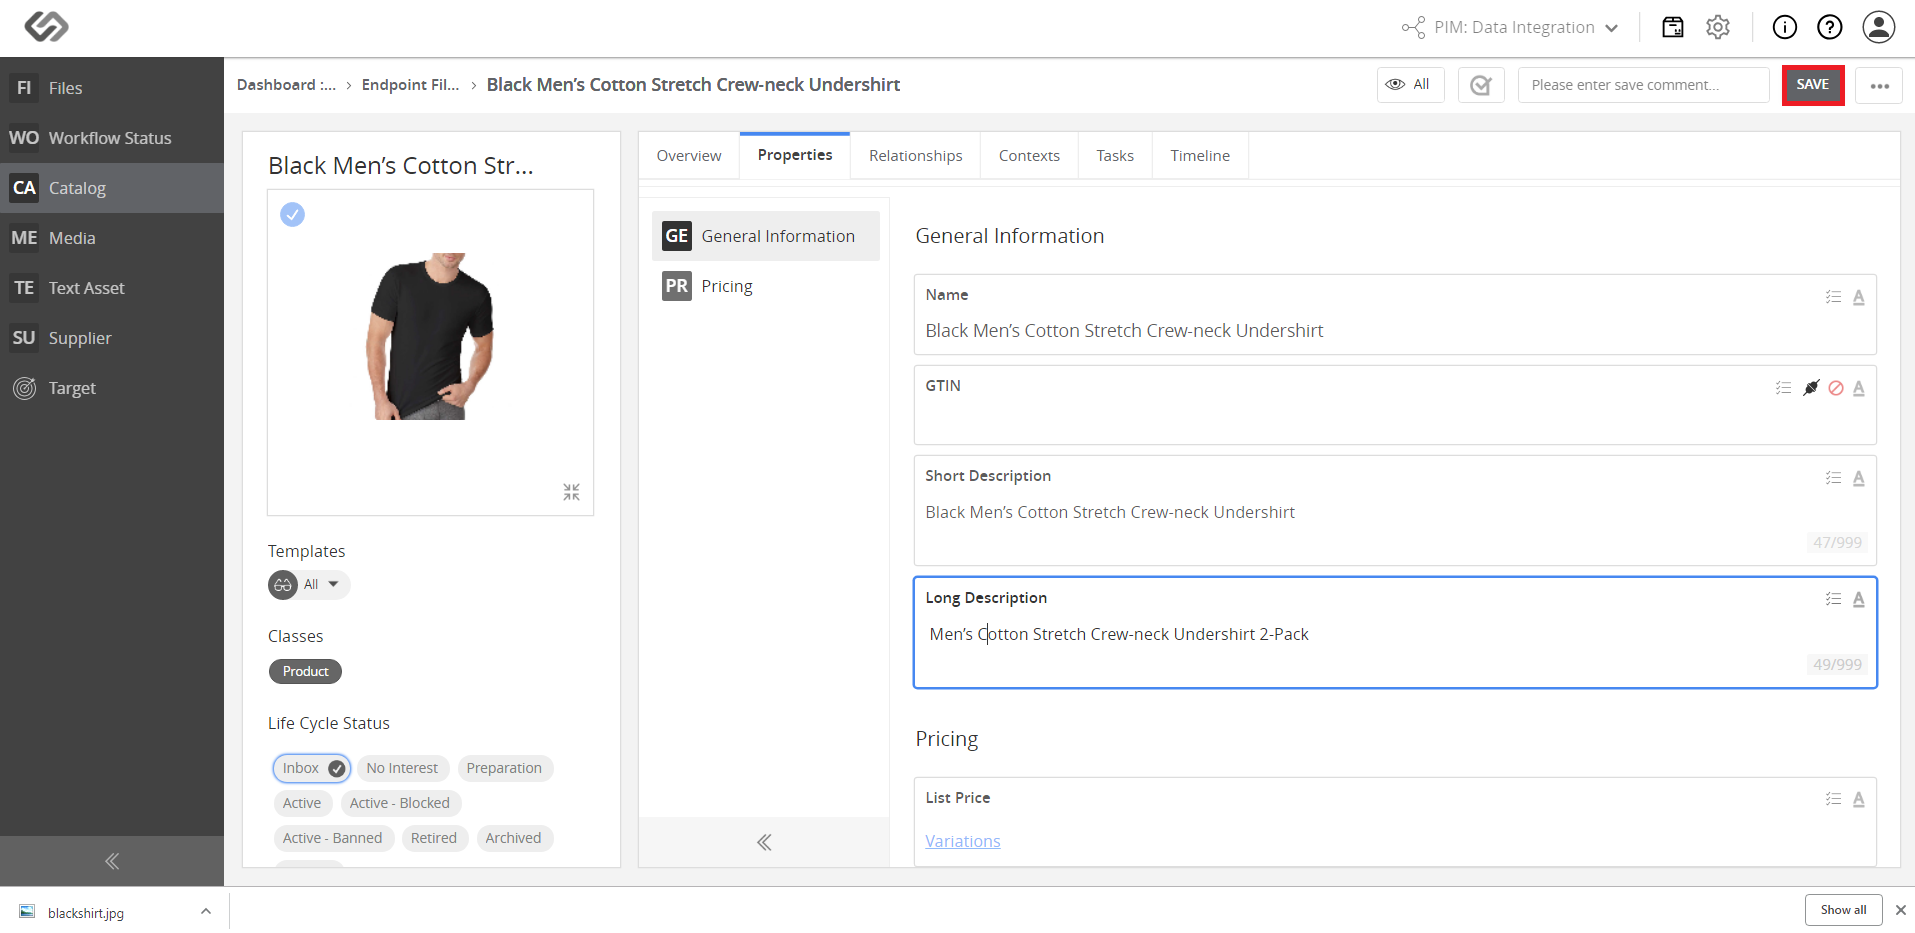 PIM: Data Integration
FI Files
WO Workflow Status
CA Catalog
ME Media
TE Text Asset
SU Supplier
Target
Dashboard :... › Endpoint Fil... › Black Men’s Cotton Stretch Crew-neck Undershirt
All
Please enter save comment...
SAVE
Black Men’s Cotton Str...
Templates
All
Classes
Product
Life Cycle Status
Inbox No Interest Preparation
Active Active - Blocked
Active - Banned Retired Archived
Overview Properties Relationships Contexts Tasks Timeline
GE General Information
PR Pricing
General Information
Name
Black Men’s Cotton Stretch Crew-neck Undershirt
GTIN
Short Description
Black Men’s Cotton Stretch Crew-neck Undershirt
47/999
Long Description
Men’s Cotton Stretch Crew-neck Undershirt 2-Pack
49/999
Pricing
List Price
Variations
blackshirt.jpg
Show all